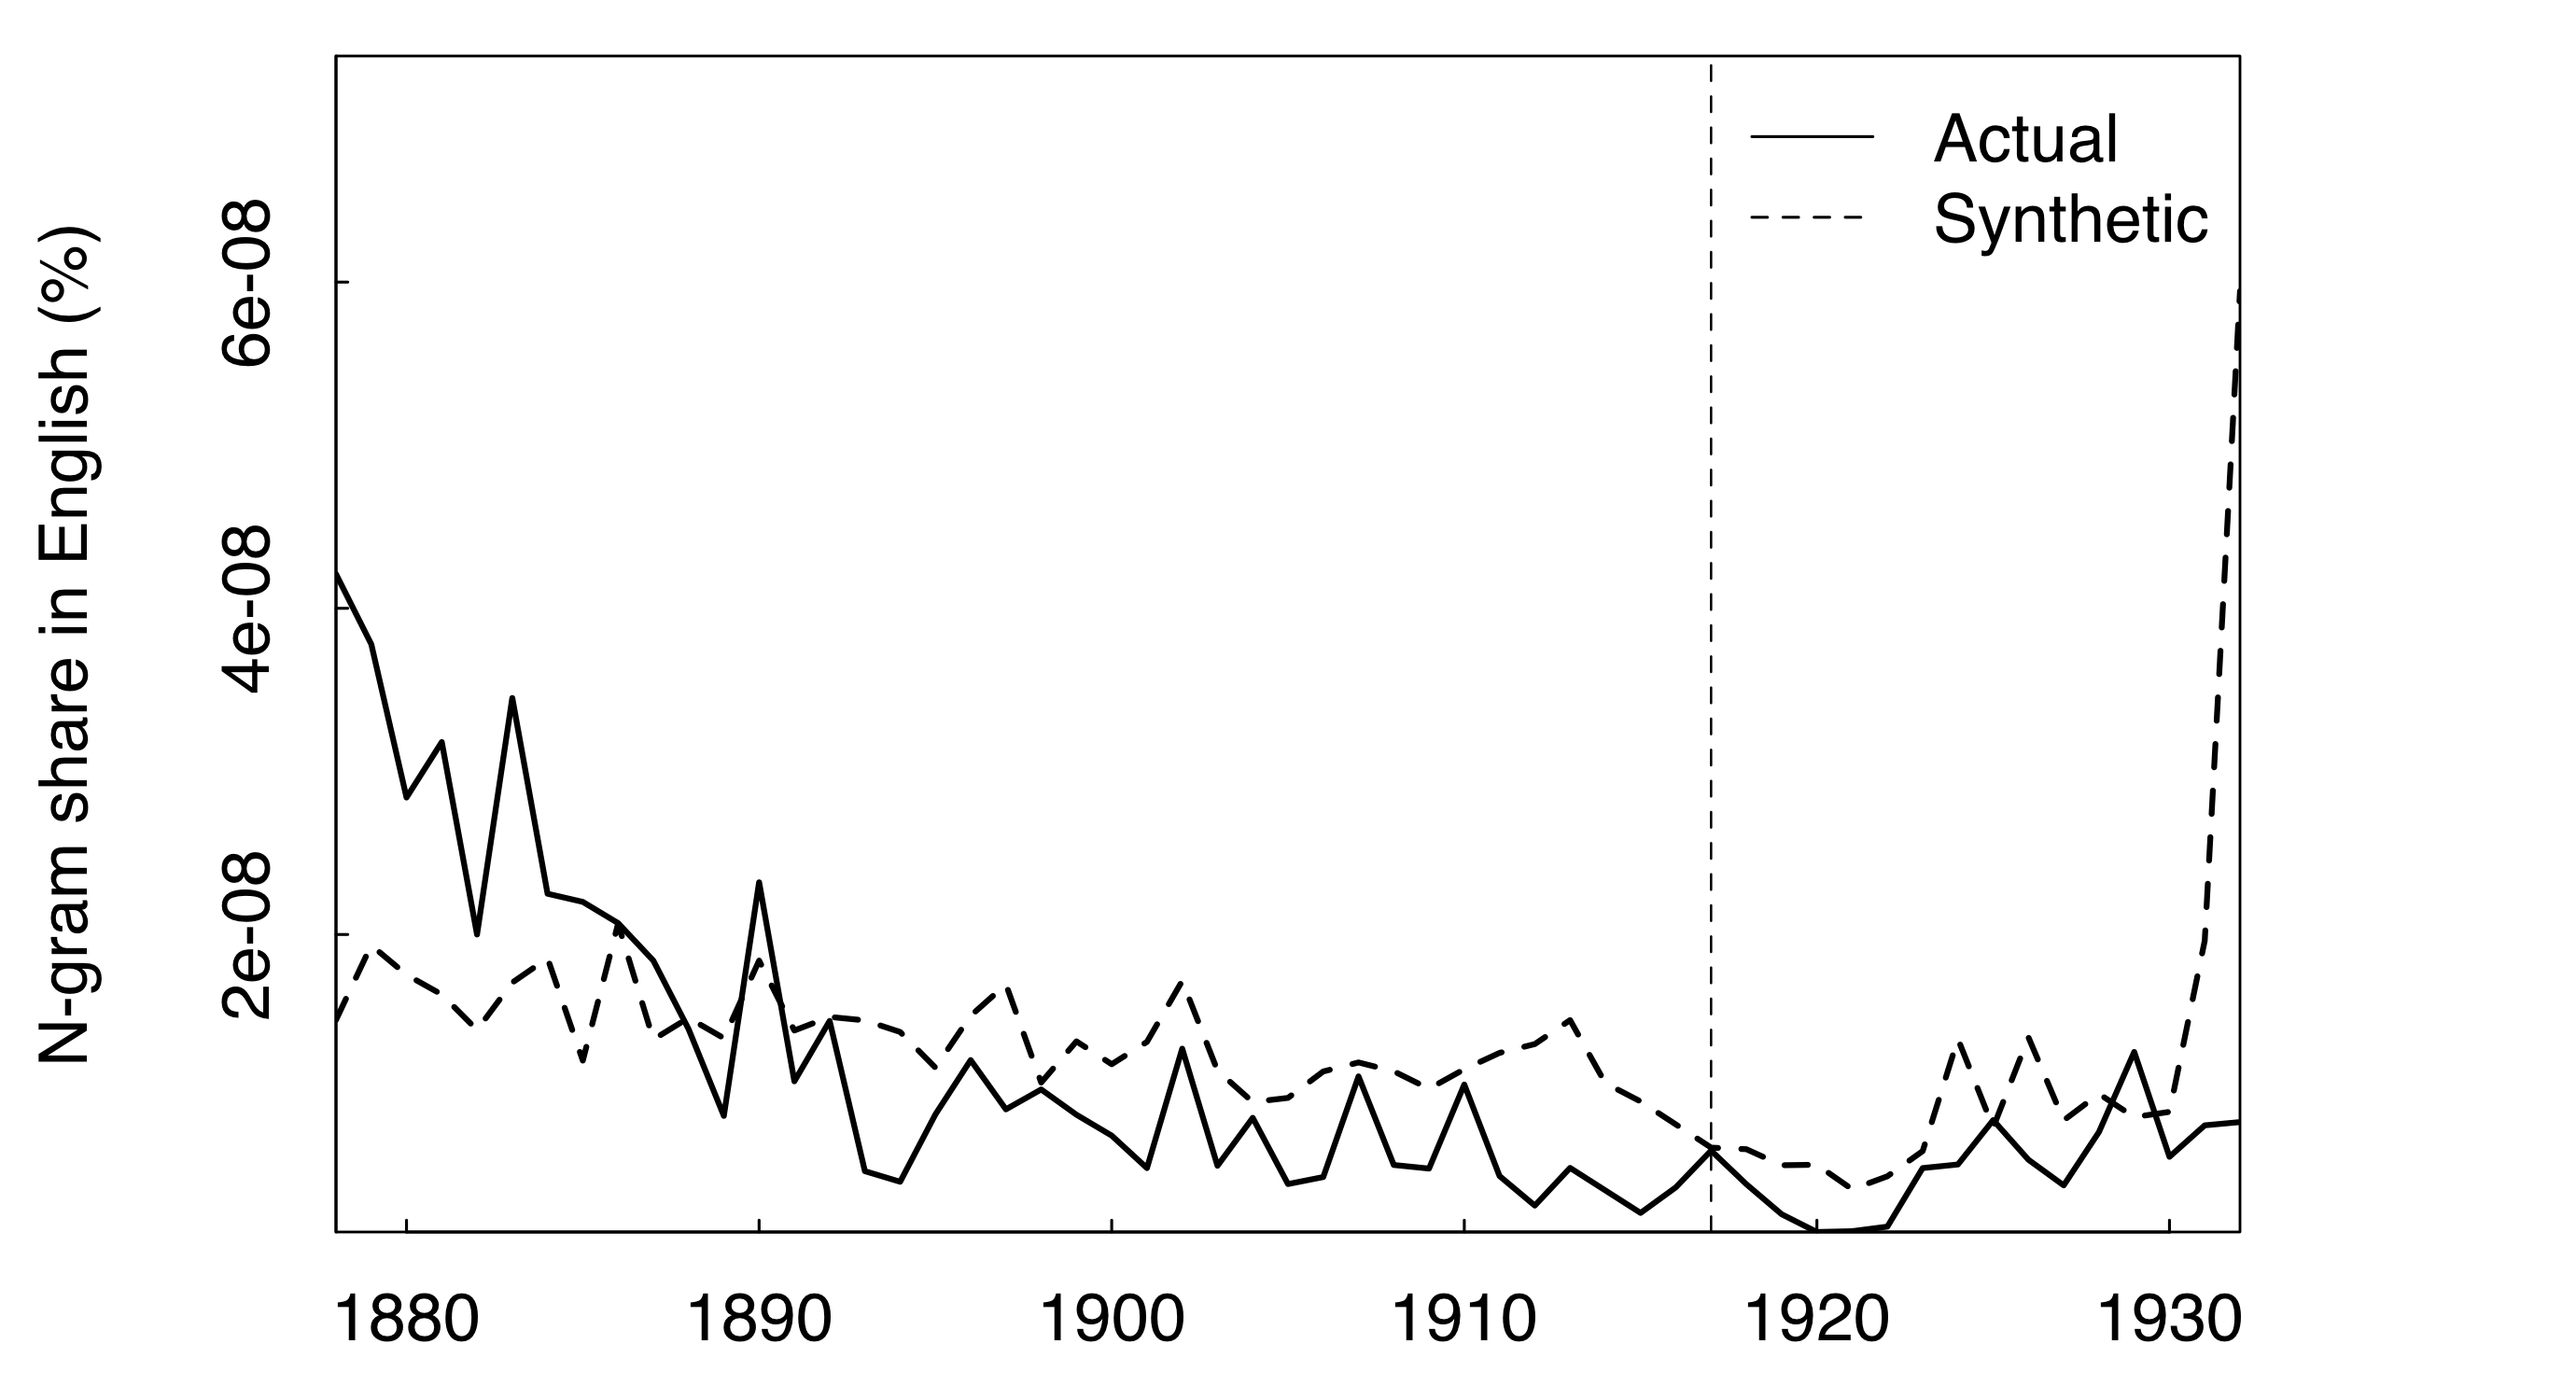 N-gram share in English (%)
6e-08
4e-08
2e-08
Actual
Synthetic
1880 1890 1900 1910 1920 1930